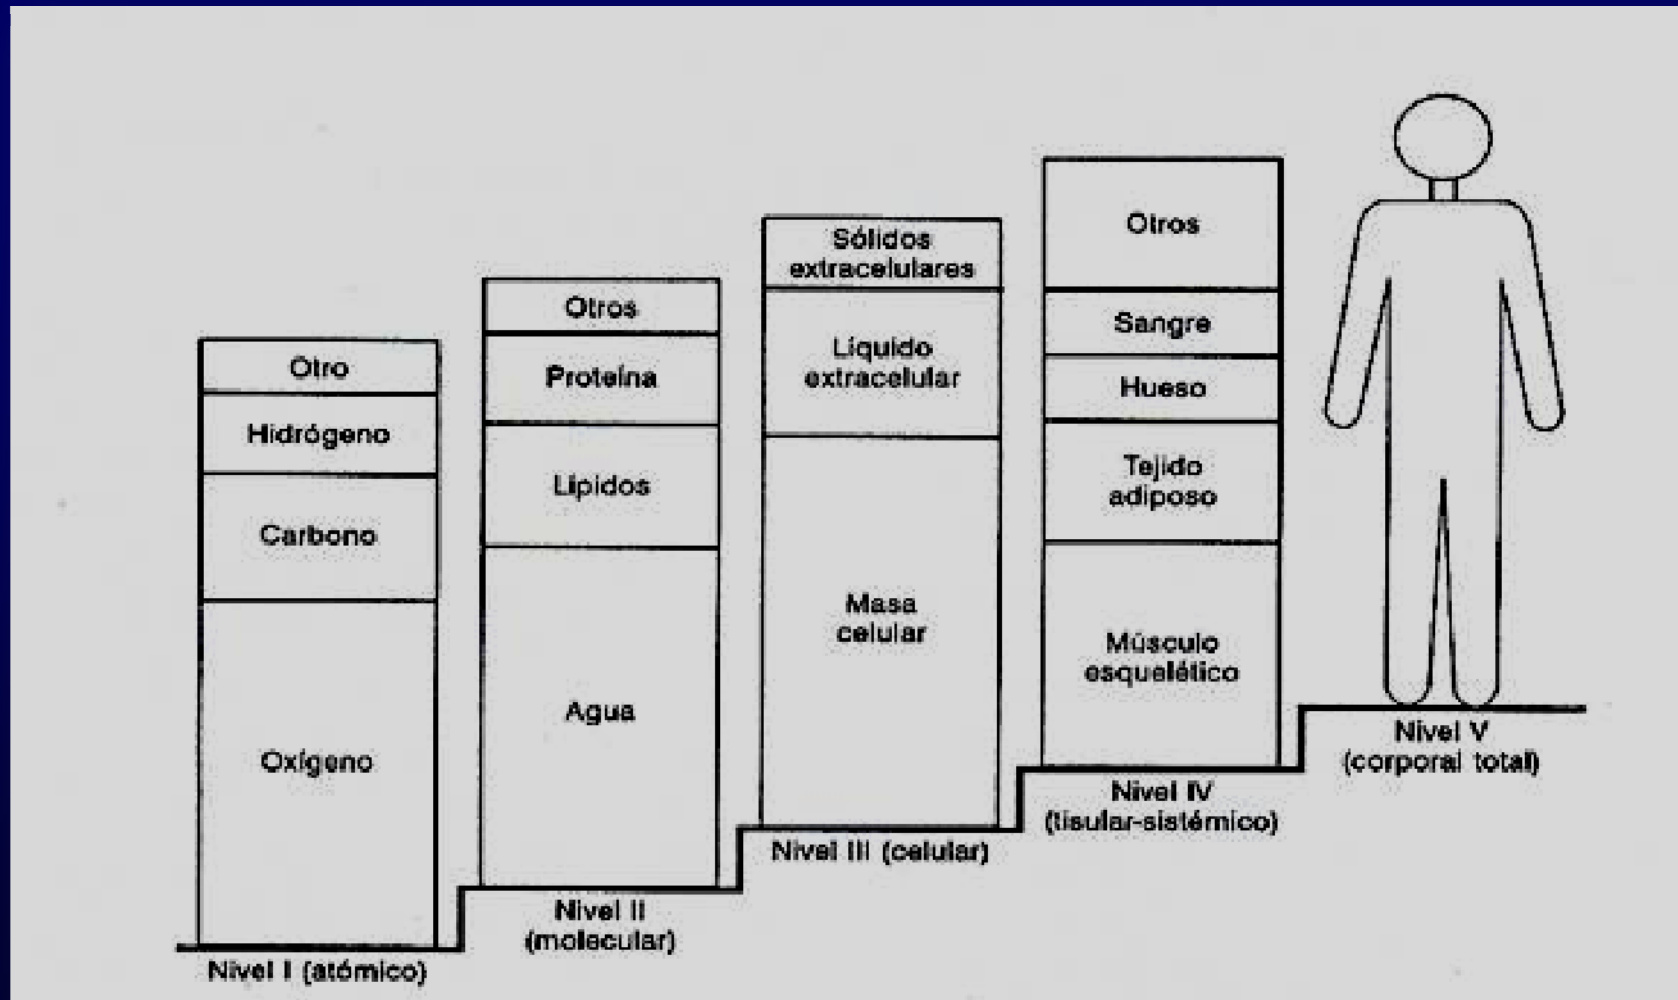 Otro
Hidrógeno
Carbono
Oxígeno
Nivel I (atómico)
Otros
Proteína
Lípidos
Agua
Nivel II
(molecular)
Sólidos
extracelulares
Líquido
extracelular
Masa
celular
Nivel III (celular)
Otros
Sangre
Hueso
Tejido
adiposo
Músculo
esquelético
Nivel IV
(tisular-sistémico)
Nivel V
(corporal total)